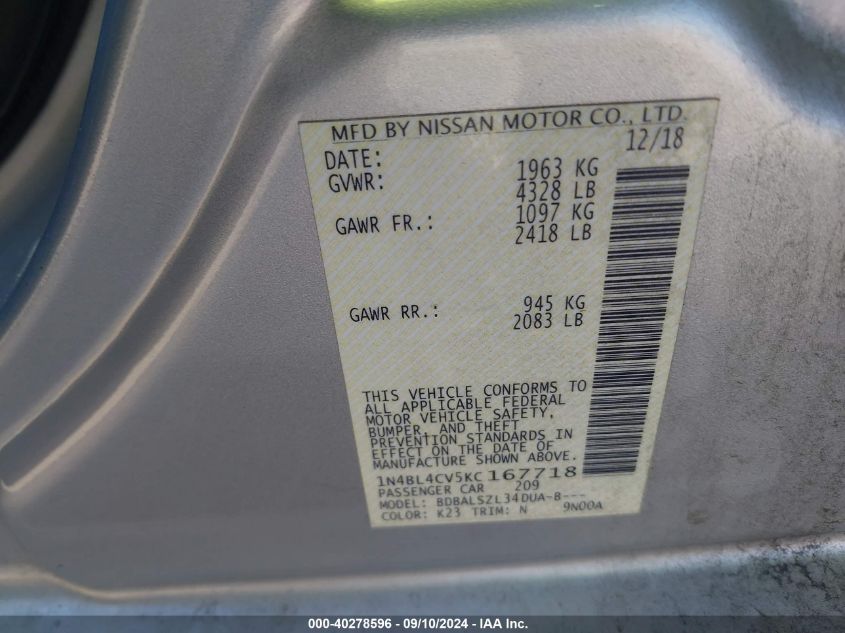 MFD BY NISSAN MOTOR CO., LTD.
DATE: 12/18
GVWR: 1963 KG
4328 LB
GAWR FR.: 1097 KG
2418 LB
GAWR RR.: 945 KG
2083 LB
THIS VEHICLE CONFORMS TO
ALL APPLICABLE FEDERAL
MOTOR VEHICLE SAFETY,
BUMPER, AND THEFT
PREVENTION STANDARDS IN
EFFECT ON THE DATE OF
MANUFACTURE SHOWN ABOVE.
1N4BL4CV5KC167718
PASSENGER CAR 209
MODEL: BDBALSZL34DUA-B---
COLOR: K23 TRIM: N 9N00A
000-40278596 - 09/10/2024 - IAA Inc.